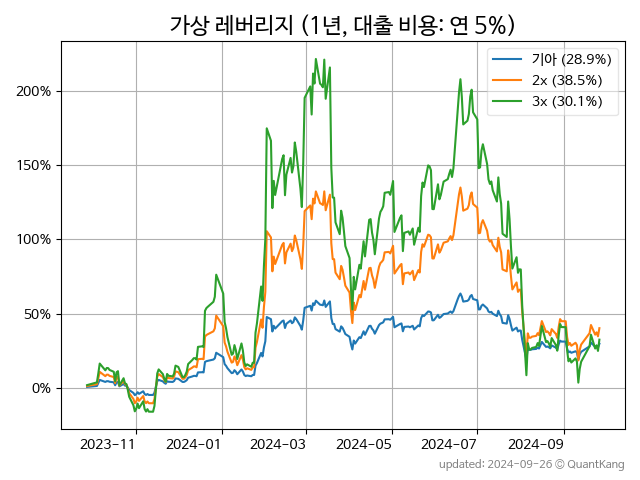 가상 레버리지 (1년, 대출 비용: 연 5%)
기아 (28.9%)
2x (38.5%)
3x (30.1%)
200%
150%
100%
50%
0%
2023-11 2024-01 2024-03 2024-05 2024-07 2024-09
updated: 2024-09-26 © QuantKang